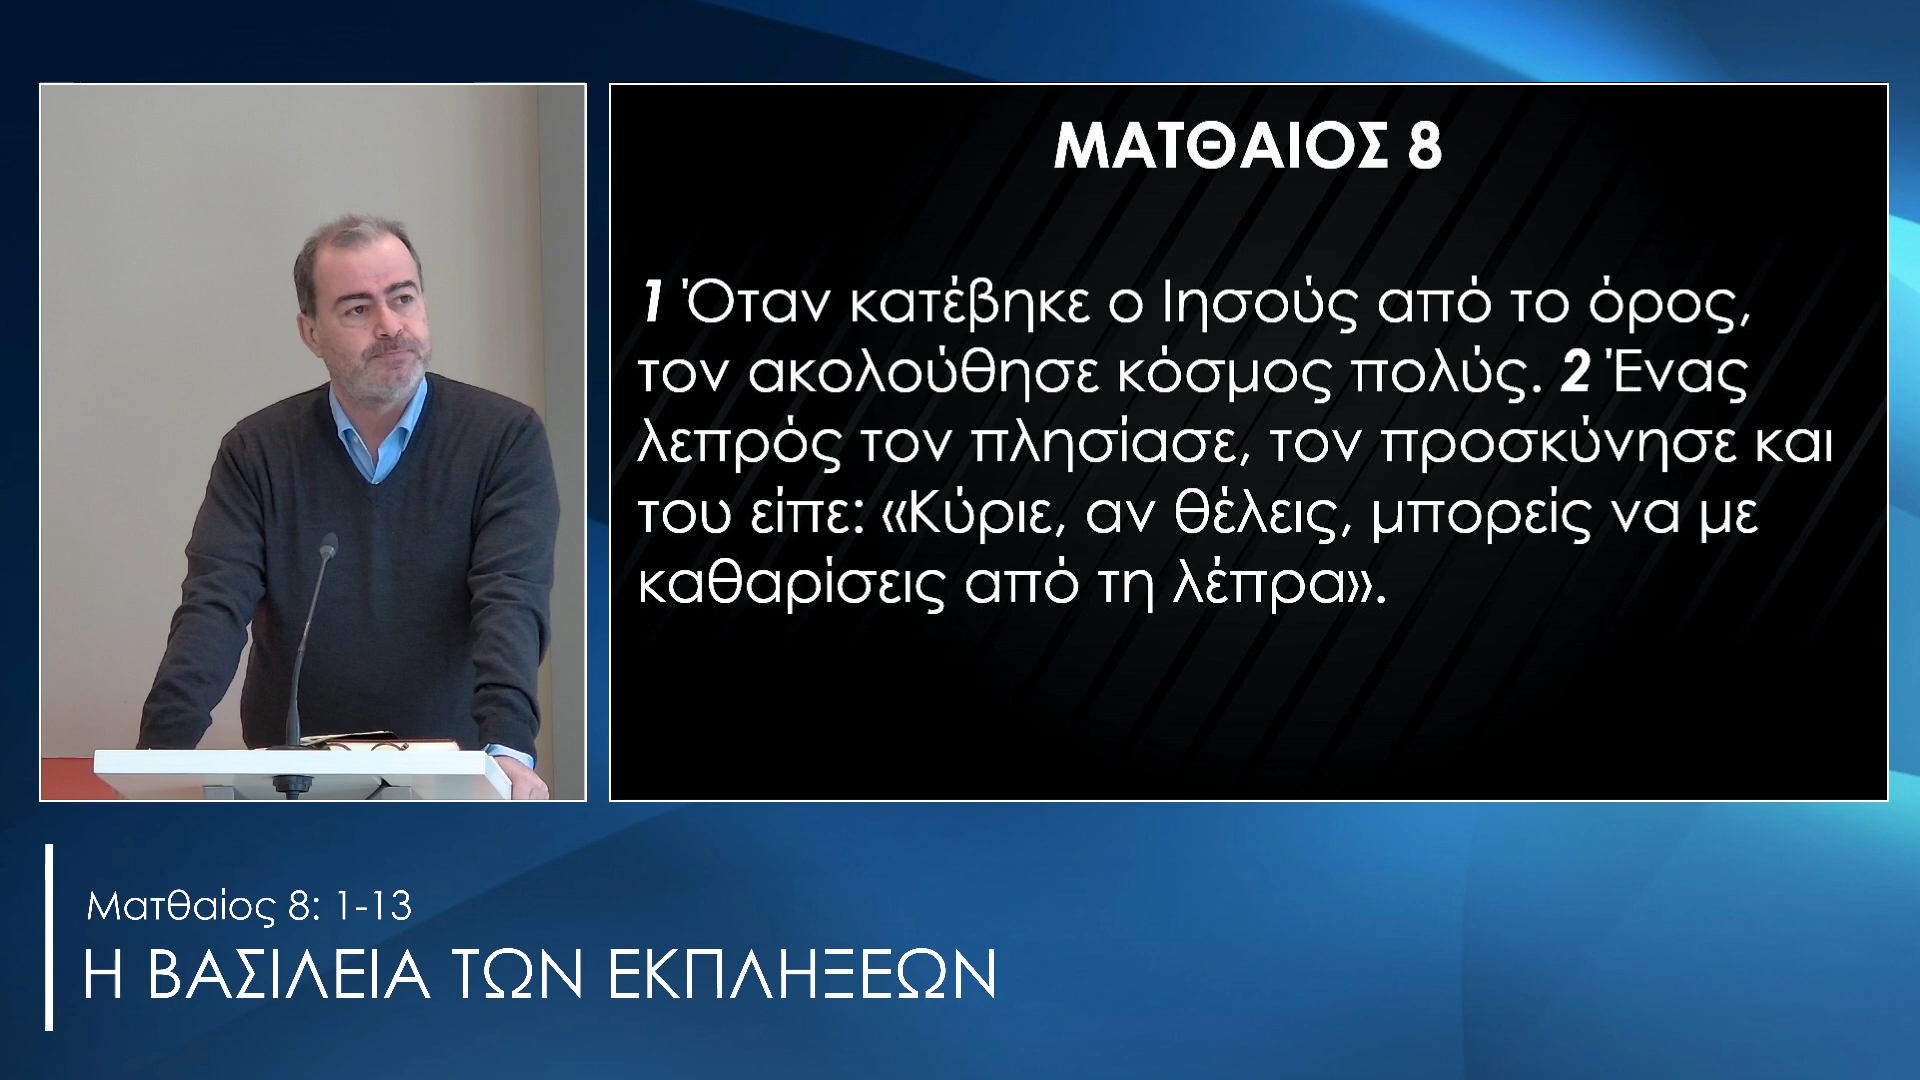 ΜΑΤΘΑΙΟΣ 8
1 Όταν κατέβηκε ο Ιησούς από το όρος,
τον ακολούθησε κόσμος πολύς. 2 Ένας
λεπρός τον πλησίασε, τον προσκύνησε και
του είπε: «Κύριε, αν θέλεις, μπορείς να με
καθαρίσεις από τη λέπρα».
Ματθαίος 8: 1-13
Η ΒΑΣΙΛΕΙΑ ΤΩΝ ΕΚΠΛΗΞΕΩΝ